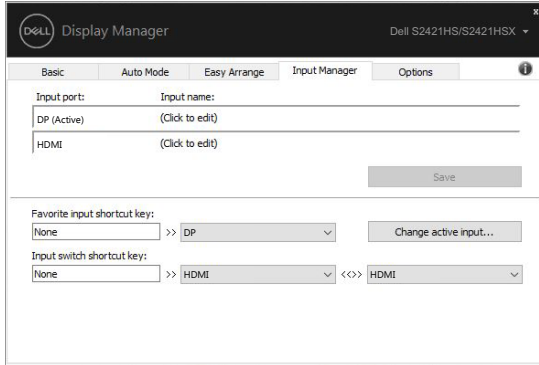 DELL Display Manager Dell S2421HS/S2421HSX
x
Basic Auto Mode Easy Arrange Input Manager Options
Input port: Input name:
DP (Active) (Click to edit)
HDMI (Click to edit)
Save
Favorite input shortcut key:
None >> DP Change active input...
Input switch shortcut key:
None >> HDMI <<>> HDMI